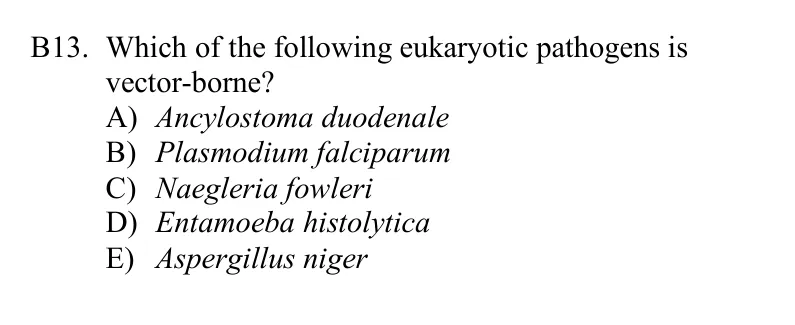 B13. Which of the following eukaryotic pathogens is
vector-borne?
A) Ancylostoma duodenale
B) Plasmodium falciparum
C) Naegleria fowleri
D) Entamoeba histolytica
E) Aspergillus niger